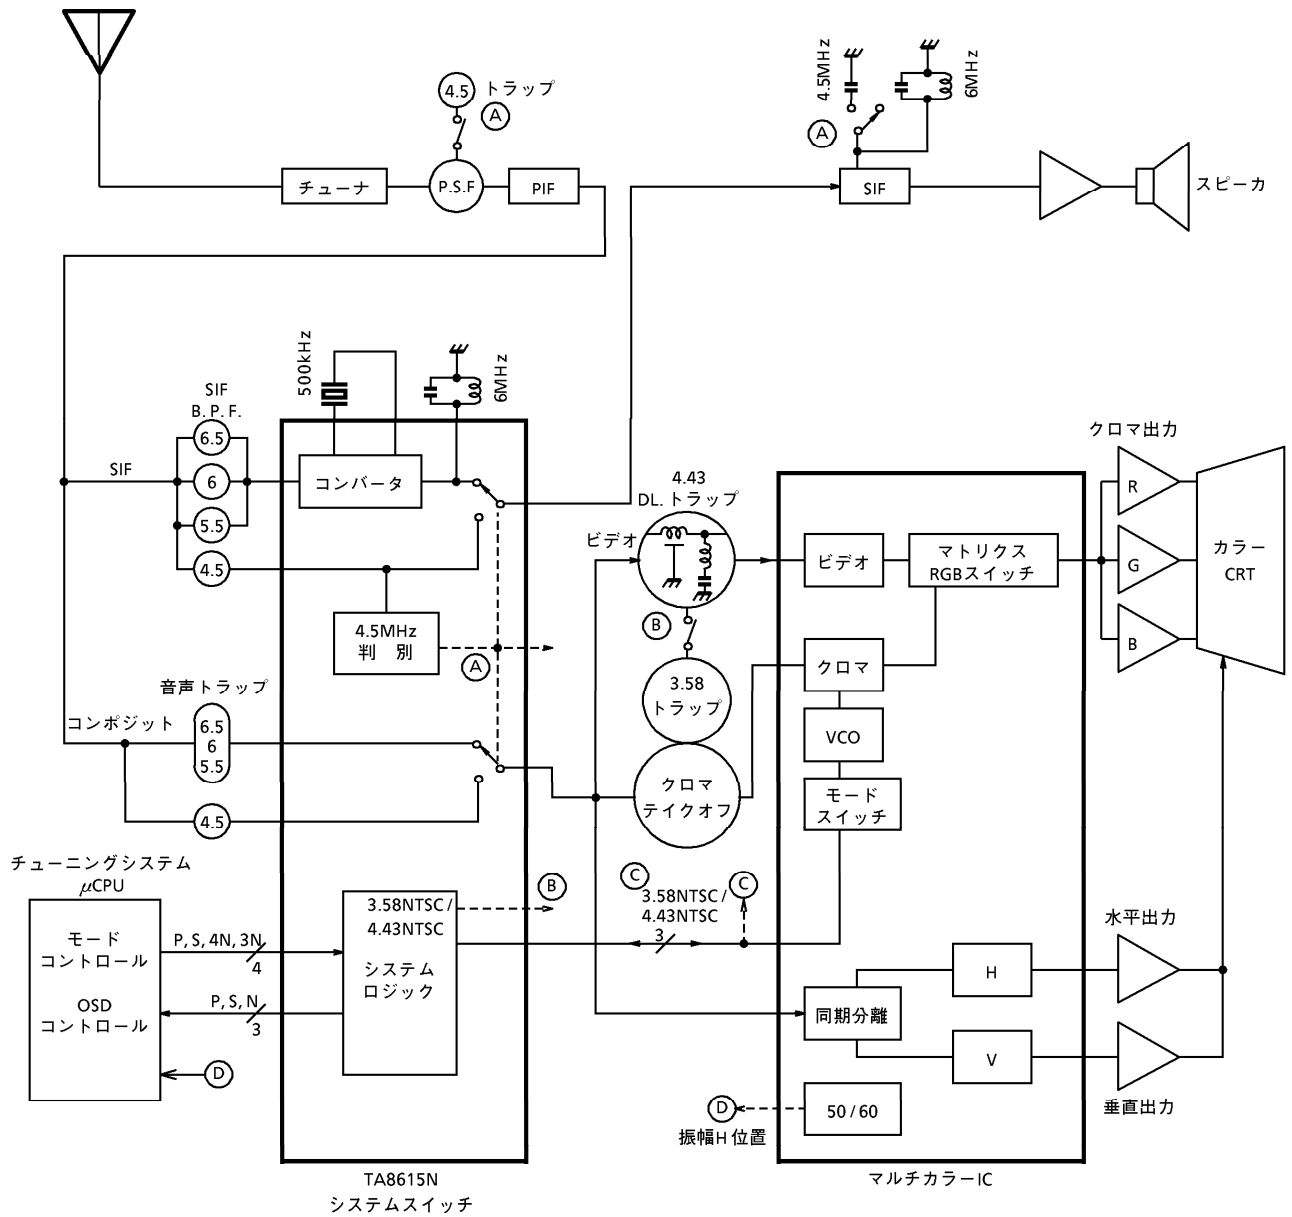 4.5 トラップ
A
4.5MHz
6MHz
A
チューナ
P.S.F
PIF
SIF
スピーカ
500kHz
6MHz
SIF
B.P.F.
6.5
SIF
6
5.5
4.5
コンバータ
4.5MHz
判 別
A
音声トラップ
コンポジット
6.5
6
5.5
4.5
4.43
DL.トラップ
ビデオ
B
3.58
トラップ
クロマ
テイクオフ
ビデオ
マトリクス
RGBスイッチ
クロマ
VCO
モード
スイッチ
クロマ出力
R
G
B
カラー
CRT
チューニングシステム
μCPU
モード
コントロール
OSD
コントロール
P, S, 4N, 3N
4
P, S, N
3
D
3.58NTSC/
4.43NTSC
システム
ロジック
B
C
3.58NTSC/
4.43NTSC
3
C
同期分離
H
V
50/60
D
振幅H 位置
水平出力
垂直出力
TA8615N
システムスイッチ
マルチカラーIC